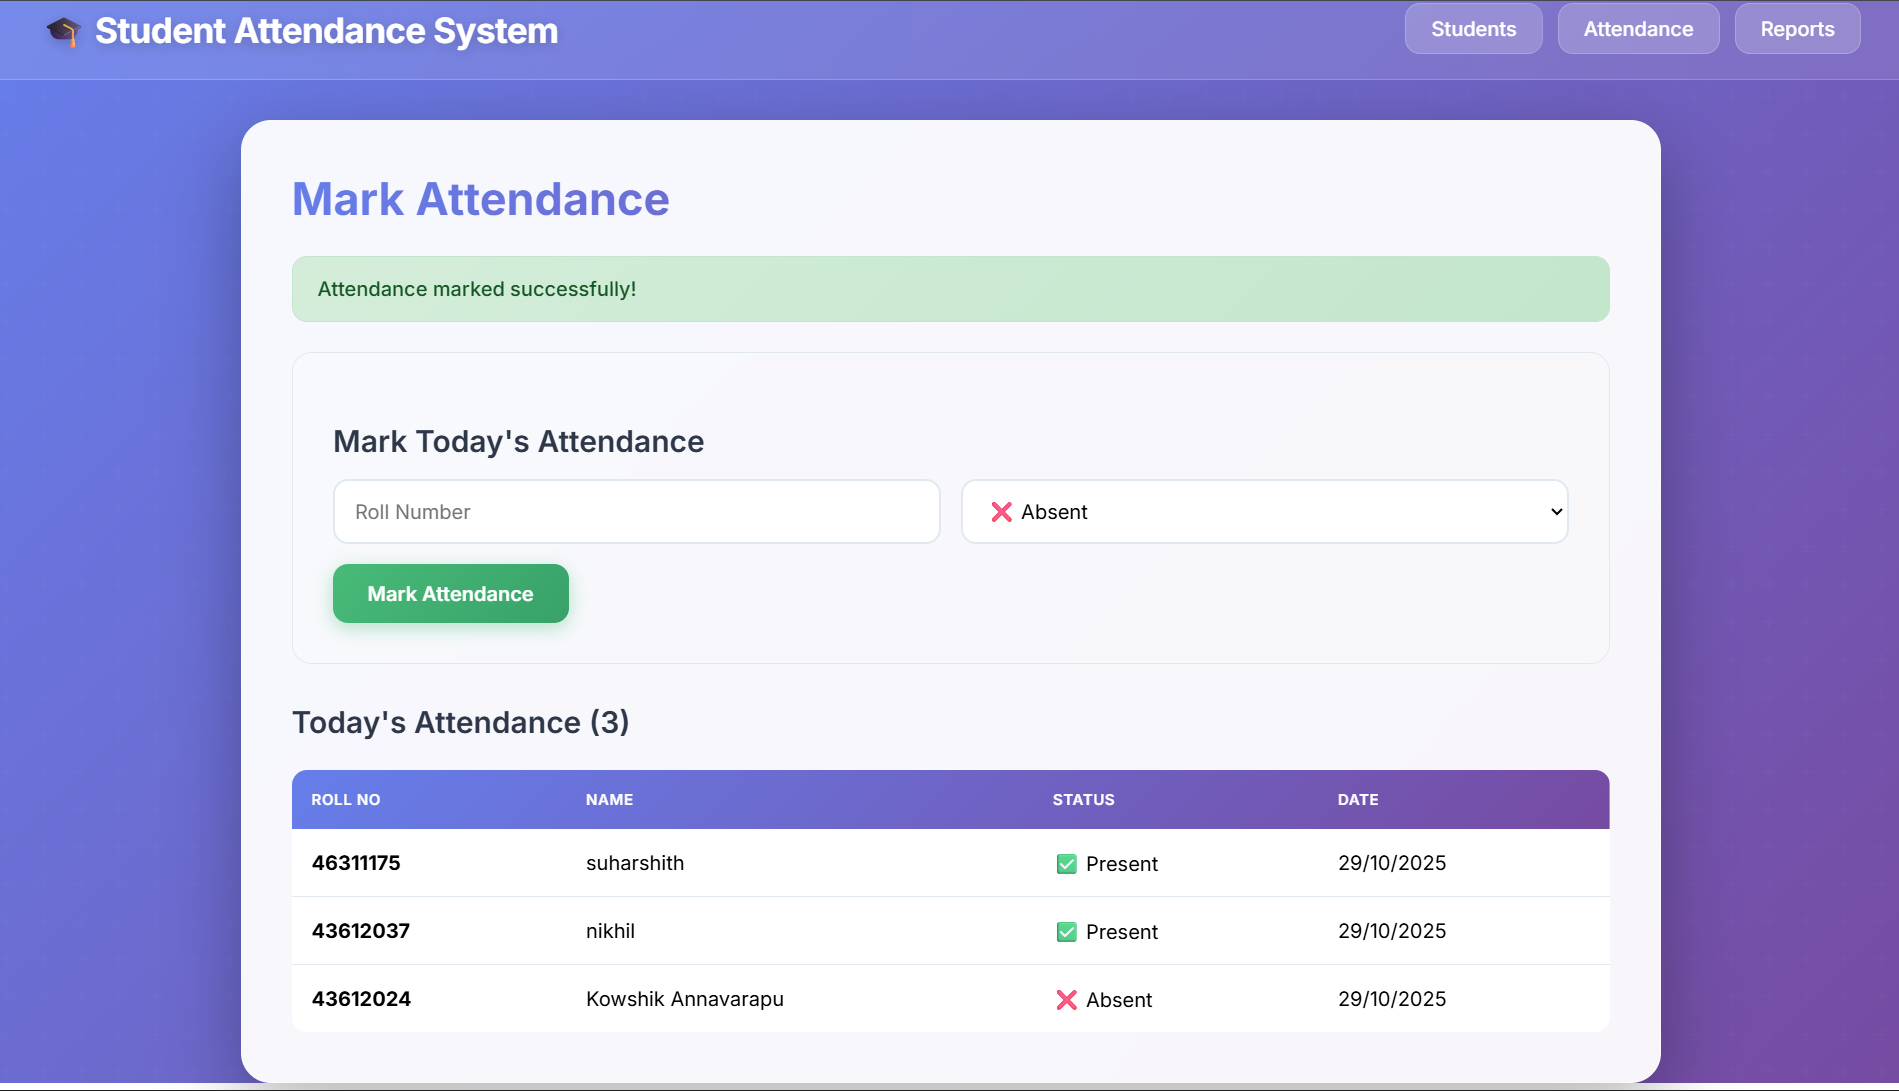 🎓 Student Attendance System
Students Attendance Reports
Mark Attendance
Attendance marked successfully!
Mark Today's Attendance
Roll Number ❌ Absent
Mark Attendance
Today's Attendance (3)
ROLL NO NAME STATUS DATE
46311175 suharshith ✅ Present 29/10/2025
43612037 nikhil ✅ Present 29/10/2025
43612024 Kowshik Annavarapu ❌ Absent 29/10/2025